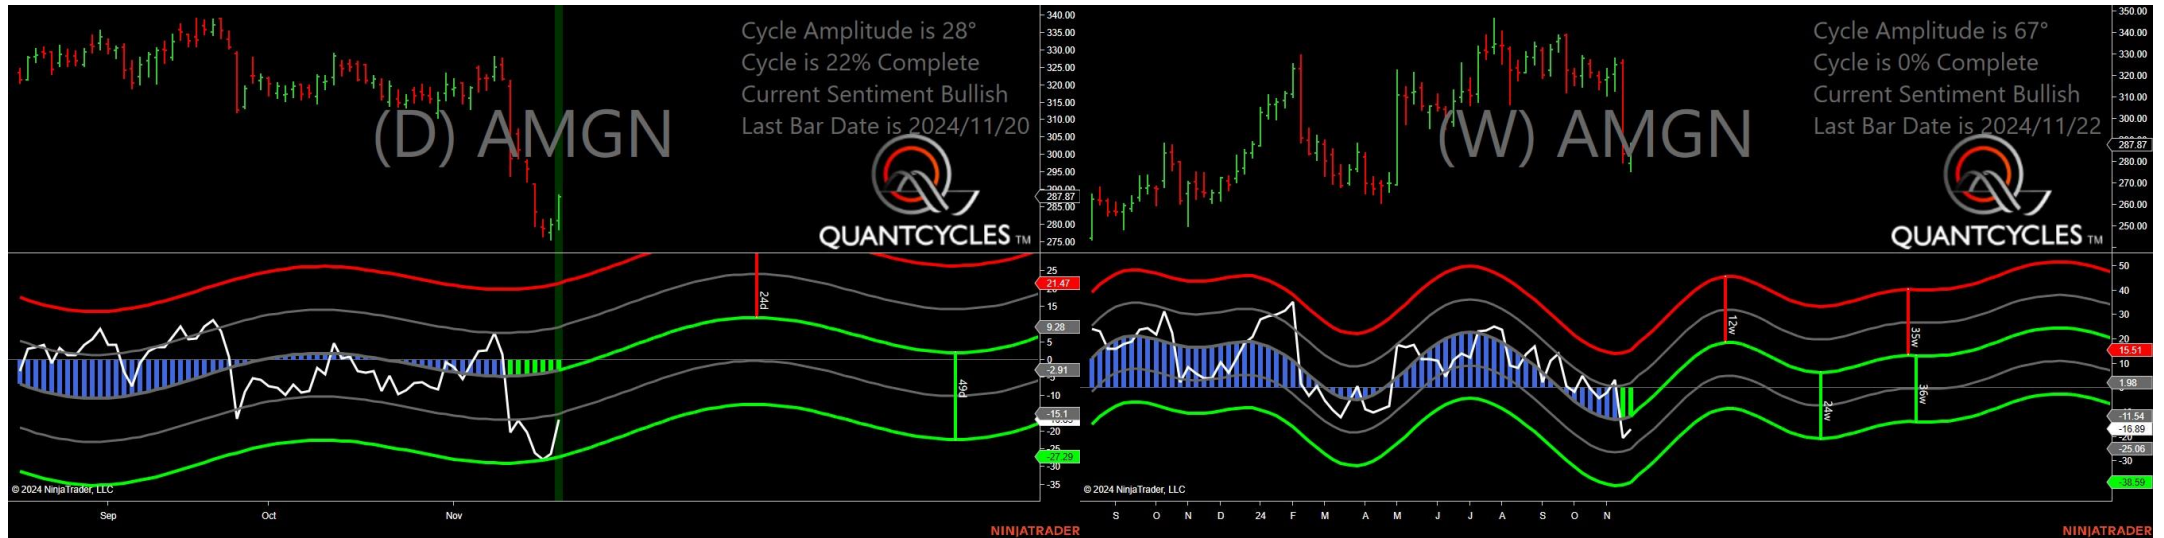 Cycle Amplitude is 28°
Cycle is 22% Complete
Current Sentiment Bullish
Last Bar Date is 2024/11/20
(D) AMGN
QUANTCYCLES TM
340.00
335.00
330.00
325.00
320.00
315.00
310.00
305.00
300.00
295.00
290.00
287.87
285.00
280.00
275.00
25
21.47
20
15
9.28
5
0
-2.91
-5
-10
-15.1
-20
-27.29
-30
-35
24d
49d
© 2024 NinjaTrader, LLC
Sep Oct Nov
NINJATRADER
Cycle Amplitude is 67°
Cycle is 0% Complete
Current Sentiment Bullish
Last Bar Date is 2024/11/22
(W) AMGN
QUANTCYCLES TM
350.00
340.00
330.00
320.00
310.00
300.00
290.00
287.87
280.00
270.00
260.00
250.00
50
40
30
20
15.51
10
1.98
-11.54
-16.89
-20
-25.06
-30
-38.59
12w
24w
35w
36w
© 2024 NinjaTrader, LLC
S O N D 24 F M A M J J A S O N
NINJATRADER